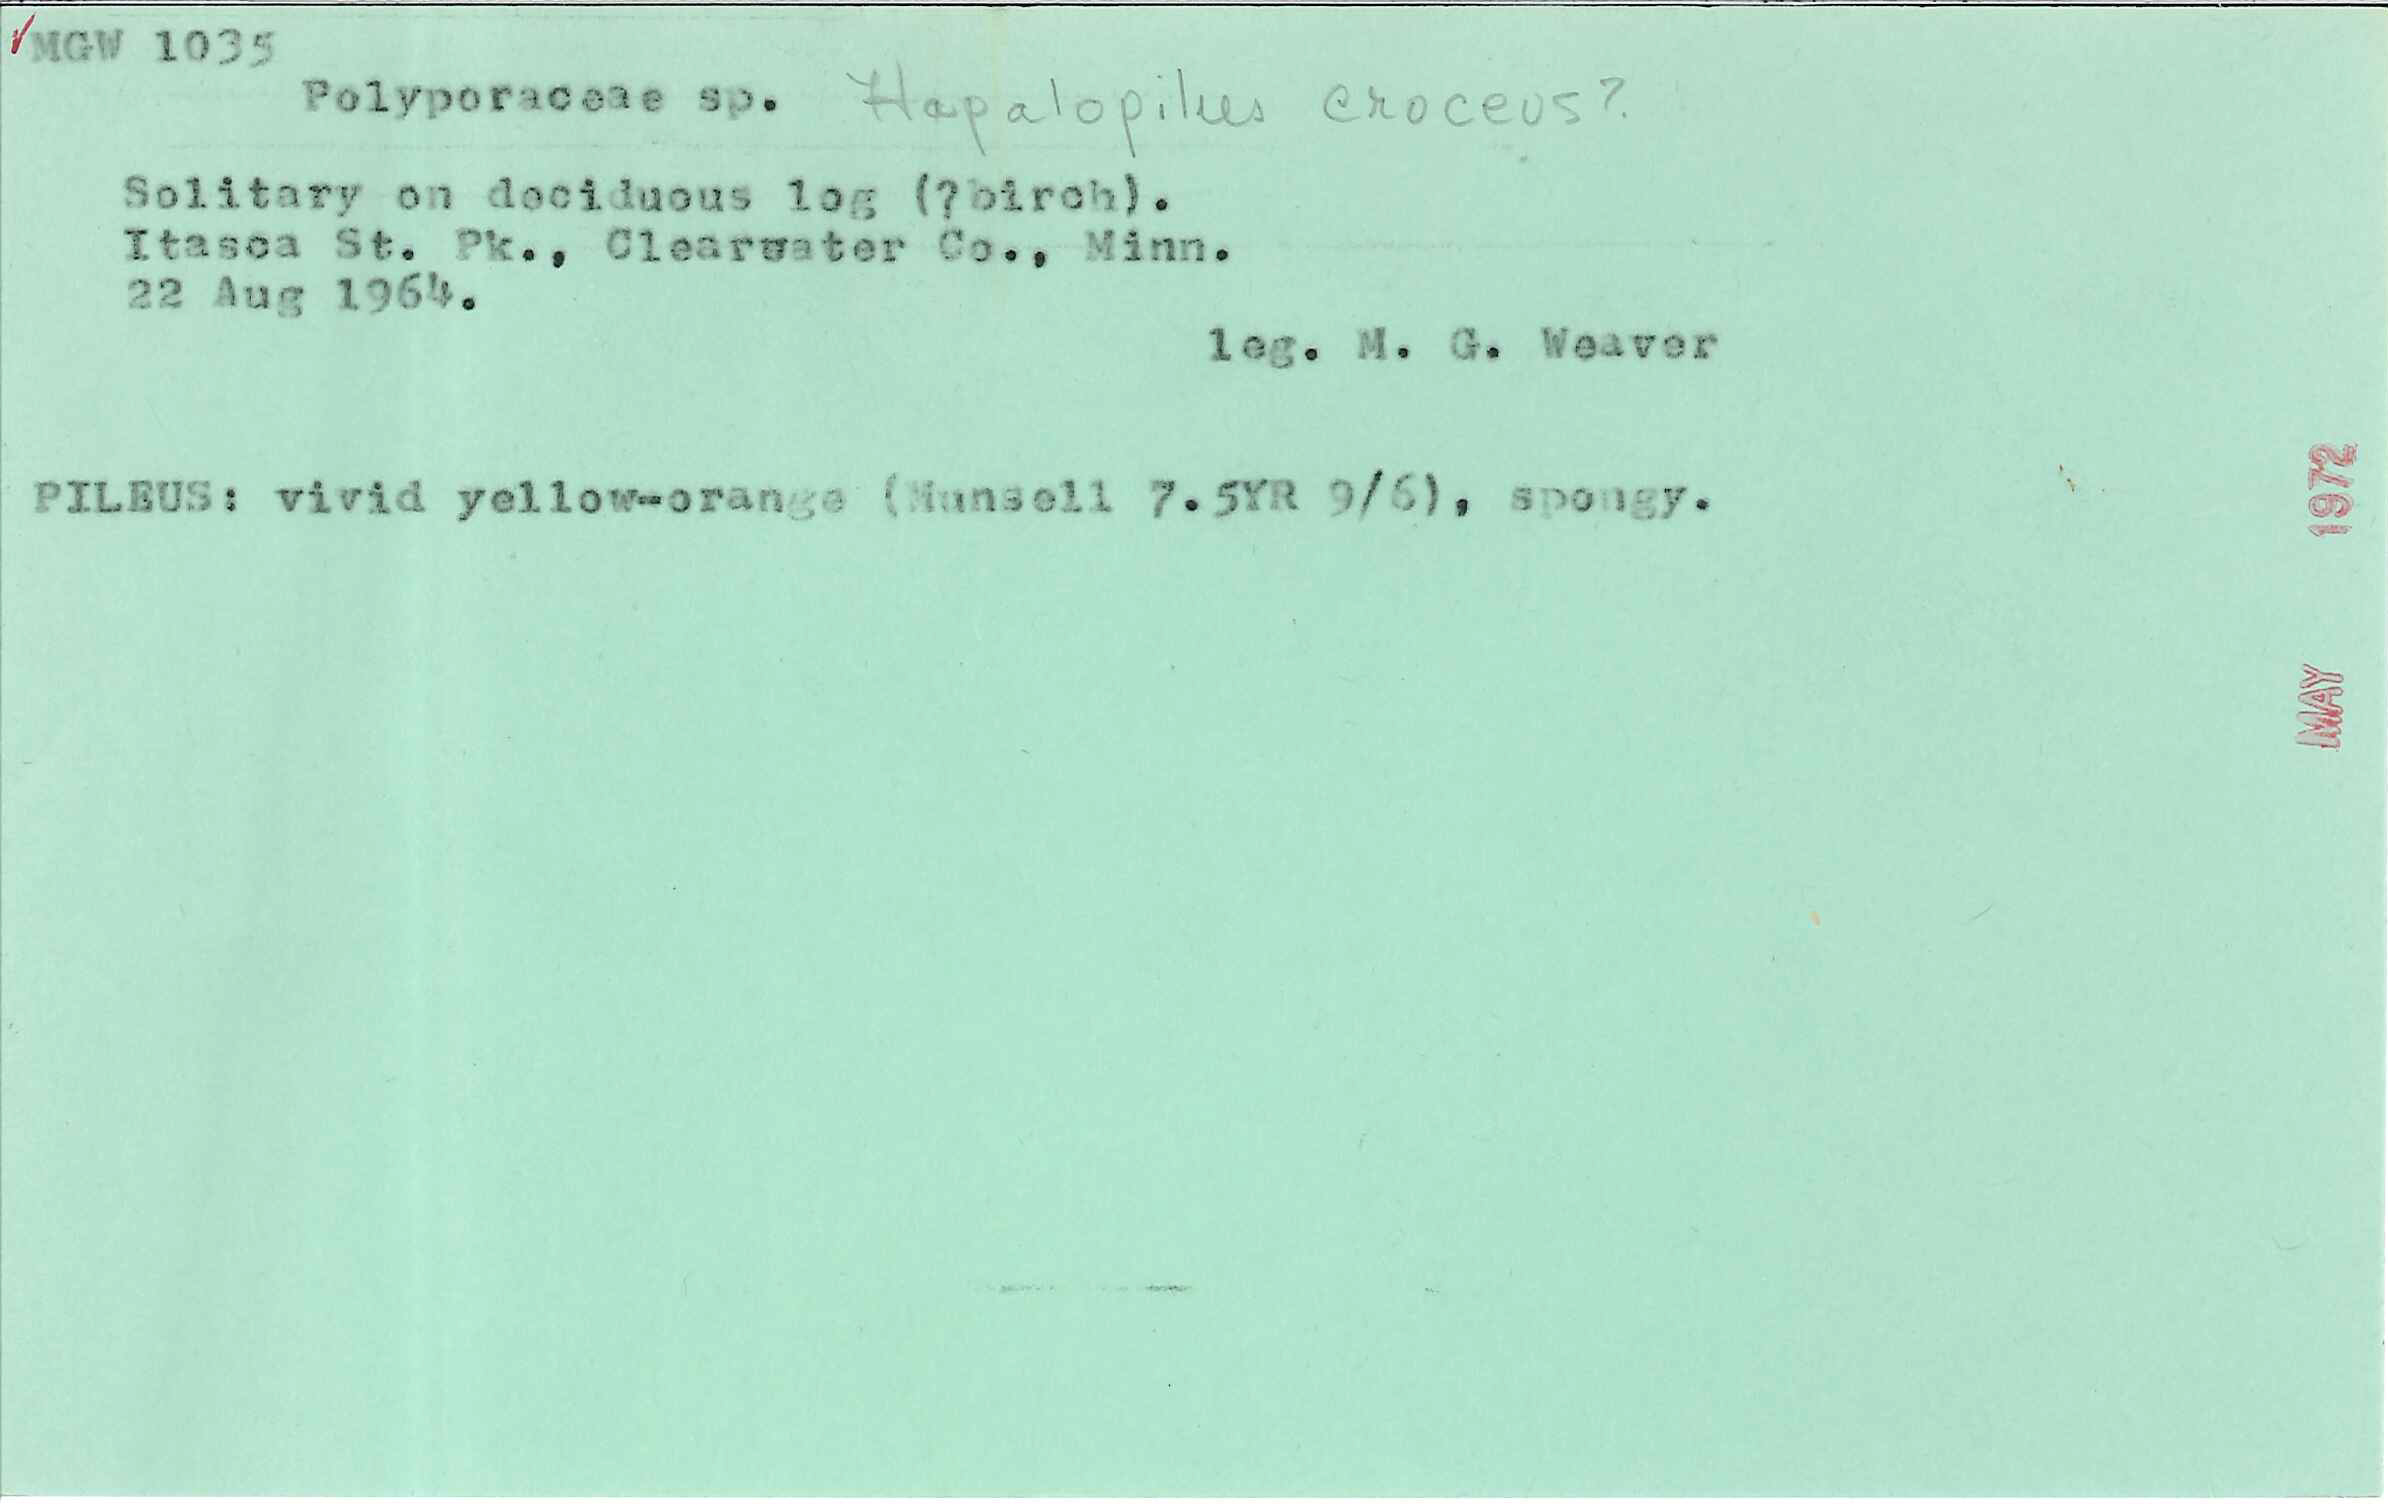 ✓MGW 1035
Polyporaceae sp. Hapalopilus croceus?
Solitary on deciduous log (?birch).
Itasca St. Pk., Clearwater Co., Minn.
22 Aug 1964.
leg. M. G. Weaver
PILEUS: vivid yellow-orange (Munsell 7.5YR 9/6), spongy.
MAY 1972